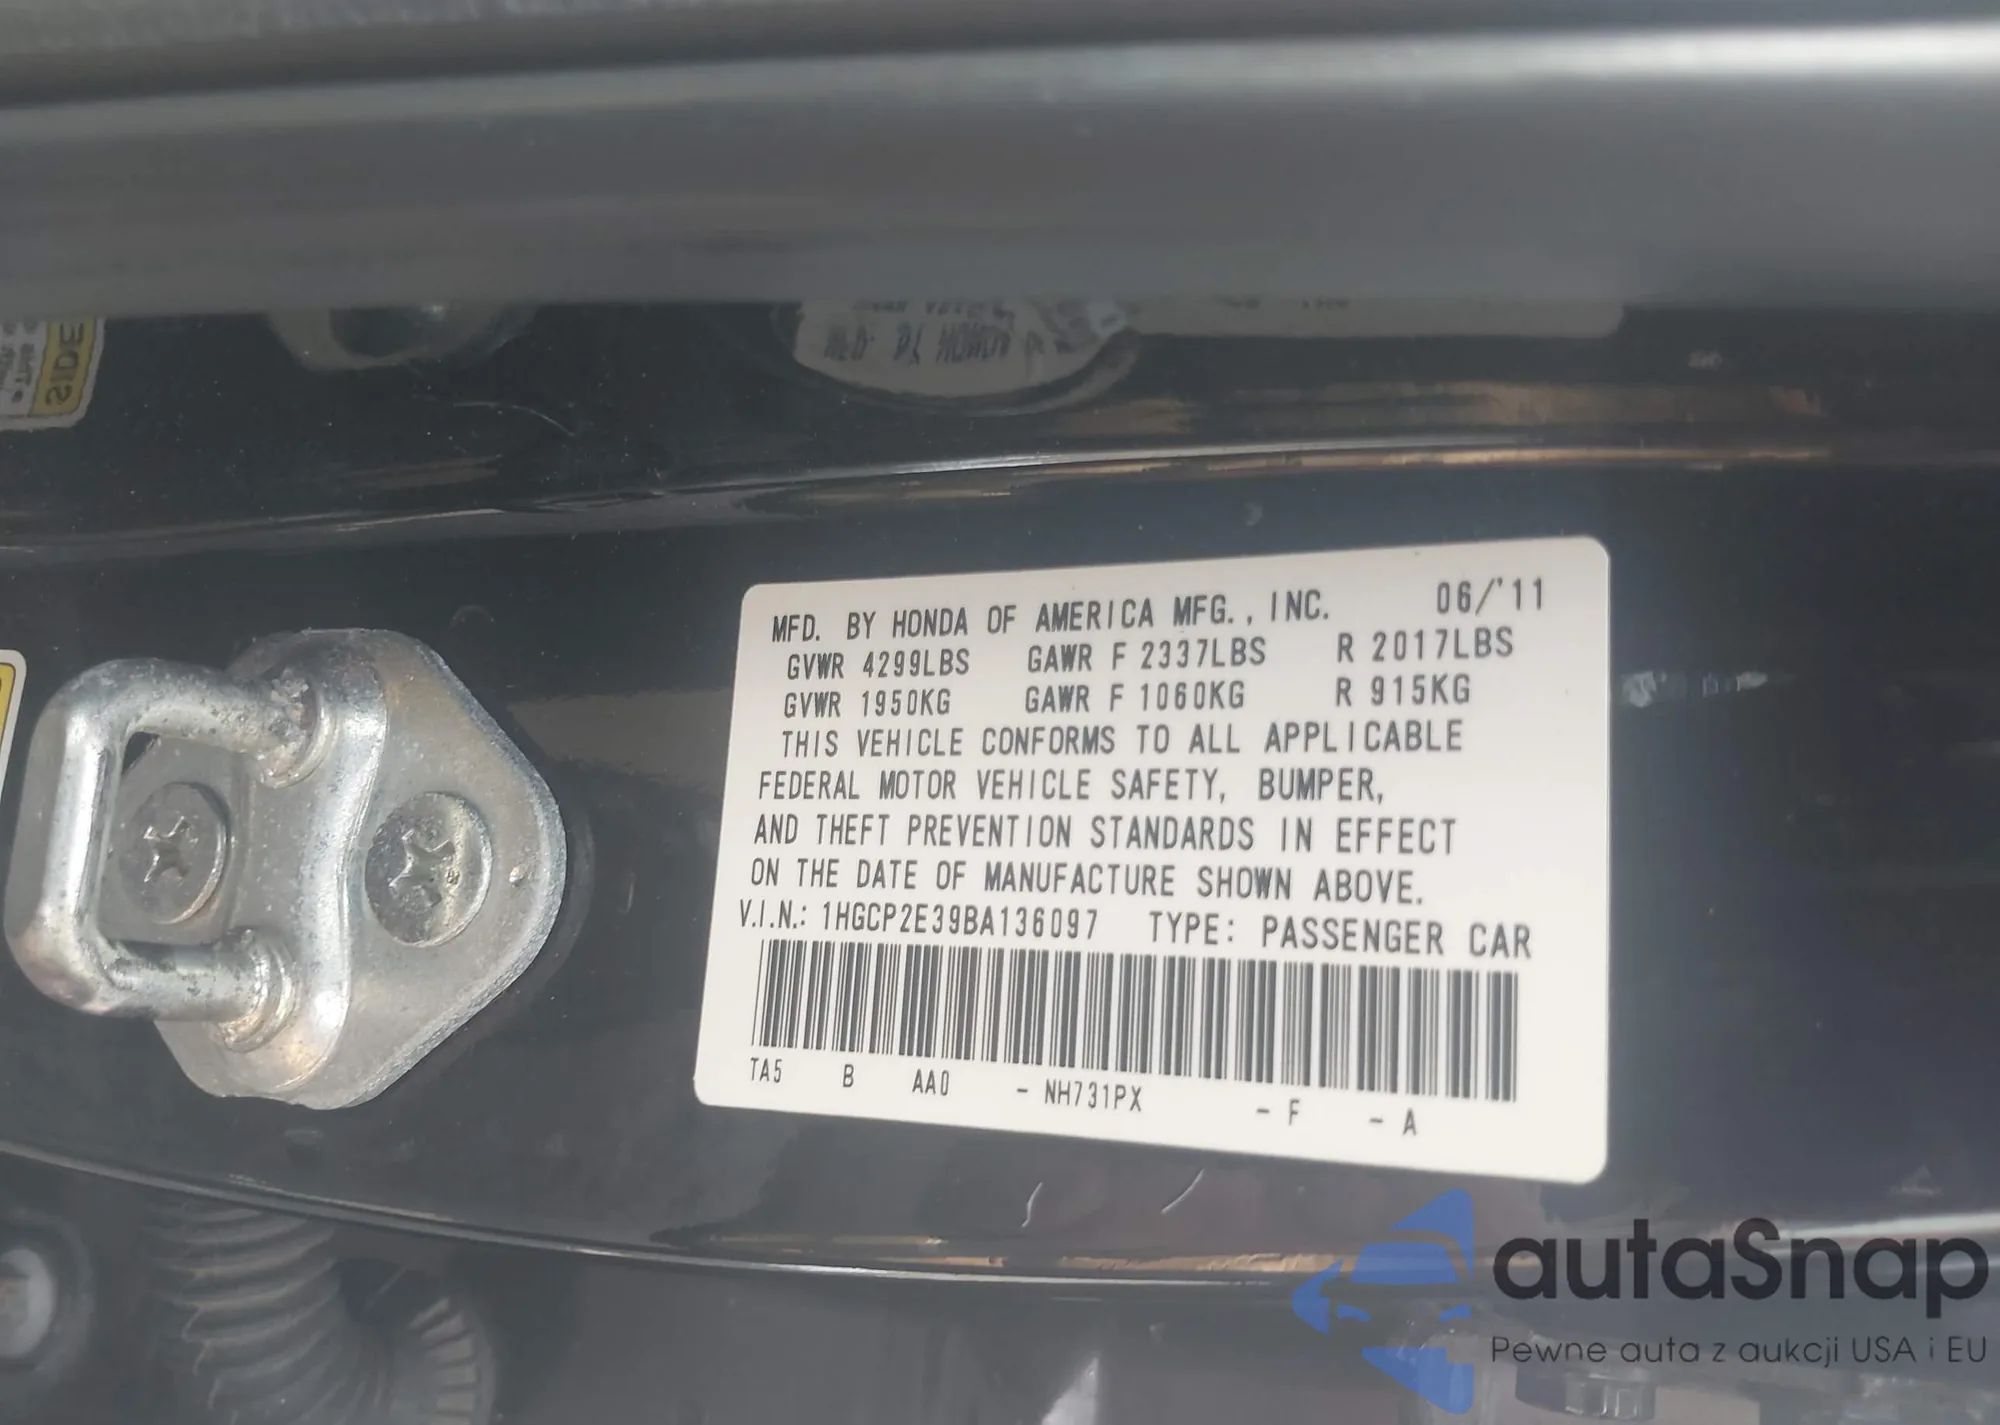 SIDE
MFD. BY HONDA OF AMERICA MFG., INC. 06/'11
GVWR 4299LBS GAWR F 2337LBS R 2017LBS
GVWR 1950KG GAWR F 1060KG R 915KG
THIS VEHICLE CONFORMS TO ALL APPLICABLE
FEDERAL MOTOR VEHICLE SAFETY, BUMPER,
AND THEFT PREVENTION STANDARDS IN EFFECT
ON THE DATE OF MANUFACTURE SHOWN ABOVE.
V.I.N.: 1HGCP2E39BA136097 TYPE: PASSENGER CAR
TA5 B AA0 - NH731PX - F - A
autaSnap
Pewne auta z aukcji USA i EU